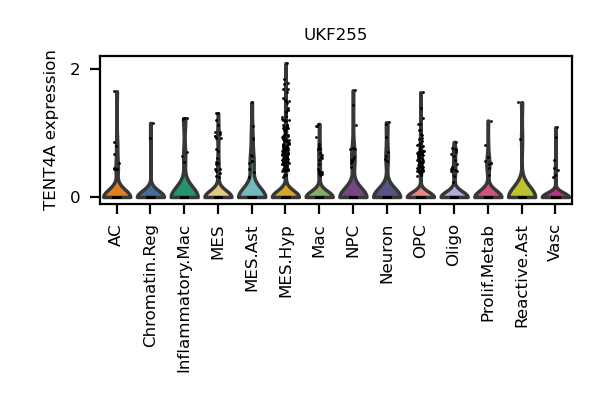 UKF255
TENT4A expression
2
0
AC
Chromatin.Reg
Inflammatory.Mac
MES
MES.Ast
MES.Hyp
Mac
NPC
Neuron
OPC
Oligo
Prolif.Metab
Reactive.Ast
Vasc